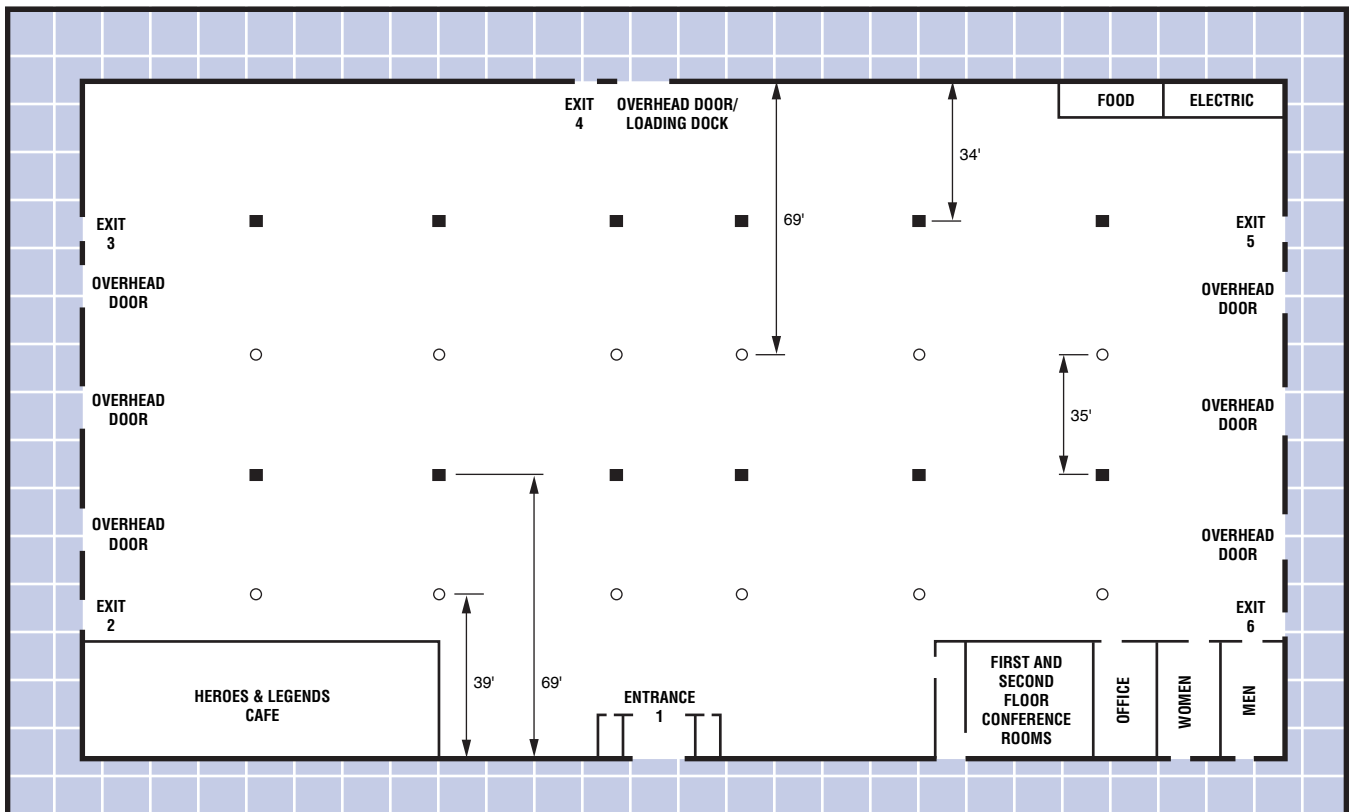 EXIT
4
OVERHEAD DOOR/
LOADING DOCK
FOOD
ELECTRIC
34'
69'
EXIT
3
EXIT
5
OVERHEAD
DOOR
OVERHEAD
DOOR
OVERHEAD
DOOR
OVERHEAD
DOOR
35'
OVERHEAD
DOOR
OVERHEAD
DOOR
EXIT
2
EXIT
6
HEROES & LEGENDS
CAFE
39'
69'
ENTRANCE
1
FIRST AND
SECOND
FLOOR
CONFERENCE
ROOMS
OFFICE
WOMEN
MEN